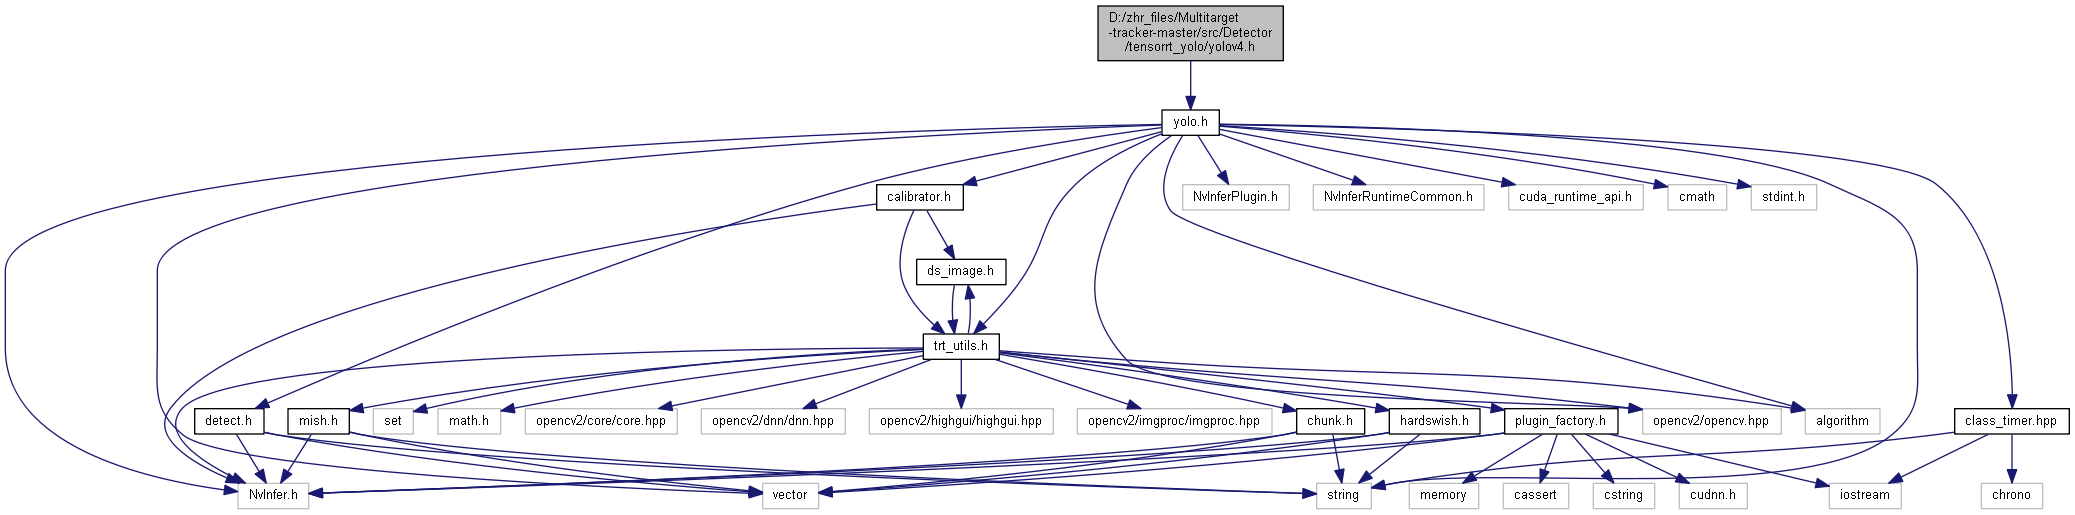 D:/zhr_files/Multitarget
-tracker-master/src/Detector
/tensorrt_yolo/yolov4.h
yolo.h
calibrator.h
NvInferPlugin.h
NvInferRuntimeCommon.h
cuda_runtime_api.h
cmath
stdint.h
ds_image.h
trt_utils.h
detect.h
mish.h
set
math.h
opencv2/core/core.hpp
opencv2/dnn/dnn.hpp
opencv2/highgui/highgui.hpp
opencv2/imgproc/imgproc.hpp
chunk.h
hardswish.h
plugin_factory.h
opencv2/opencv.hpp
algorithm
class_timer.hpp
NvInfer.h
vector
string
memory
cassert
cstring
cudnn.h
iostream
chrono